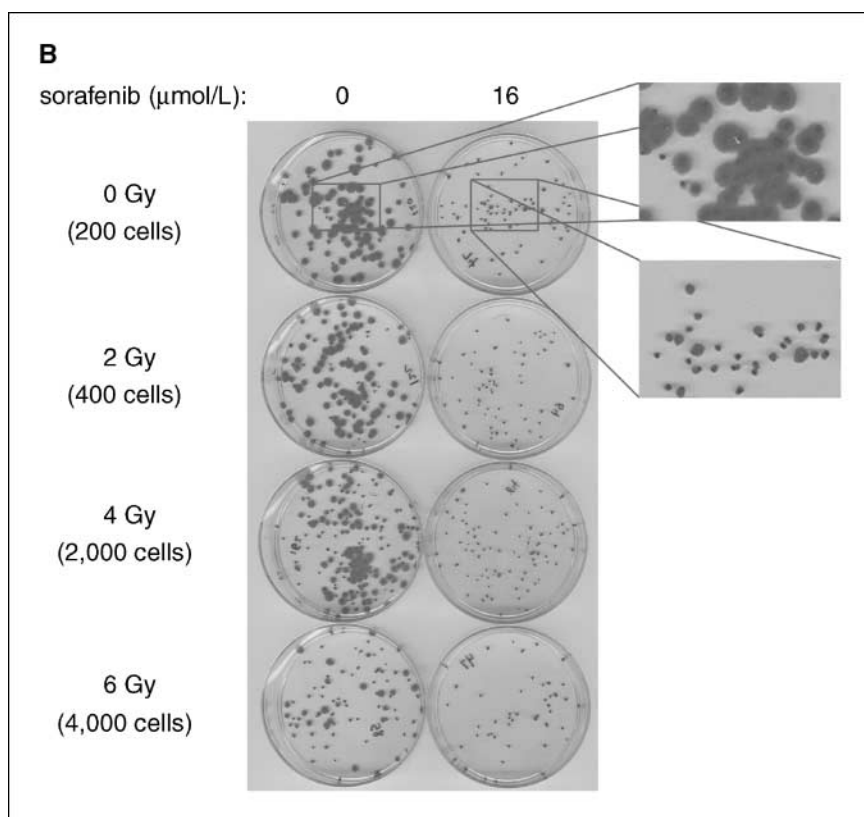 B
sorafenib (μmol/L): 0 16
0 Gy
(200 cells)
2 Gy
(400 cells)
4 Gy
(2,000 cells)
6 Gy
(4,000 cells)